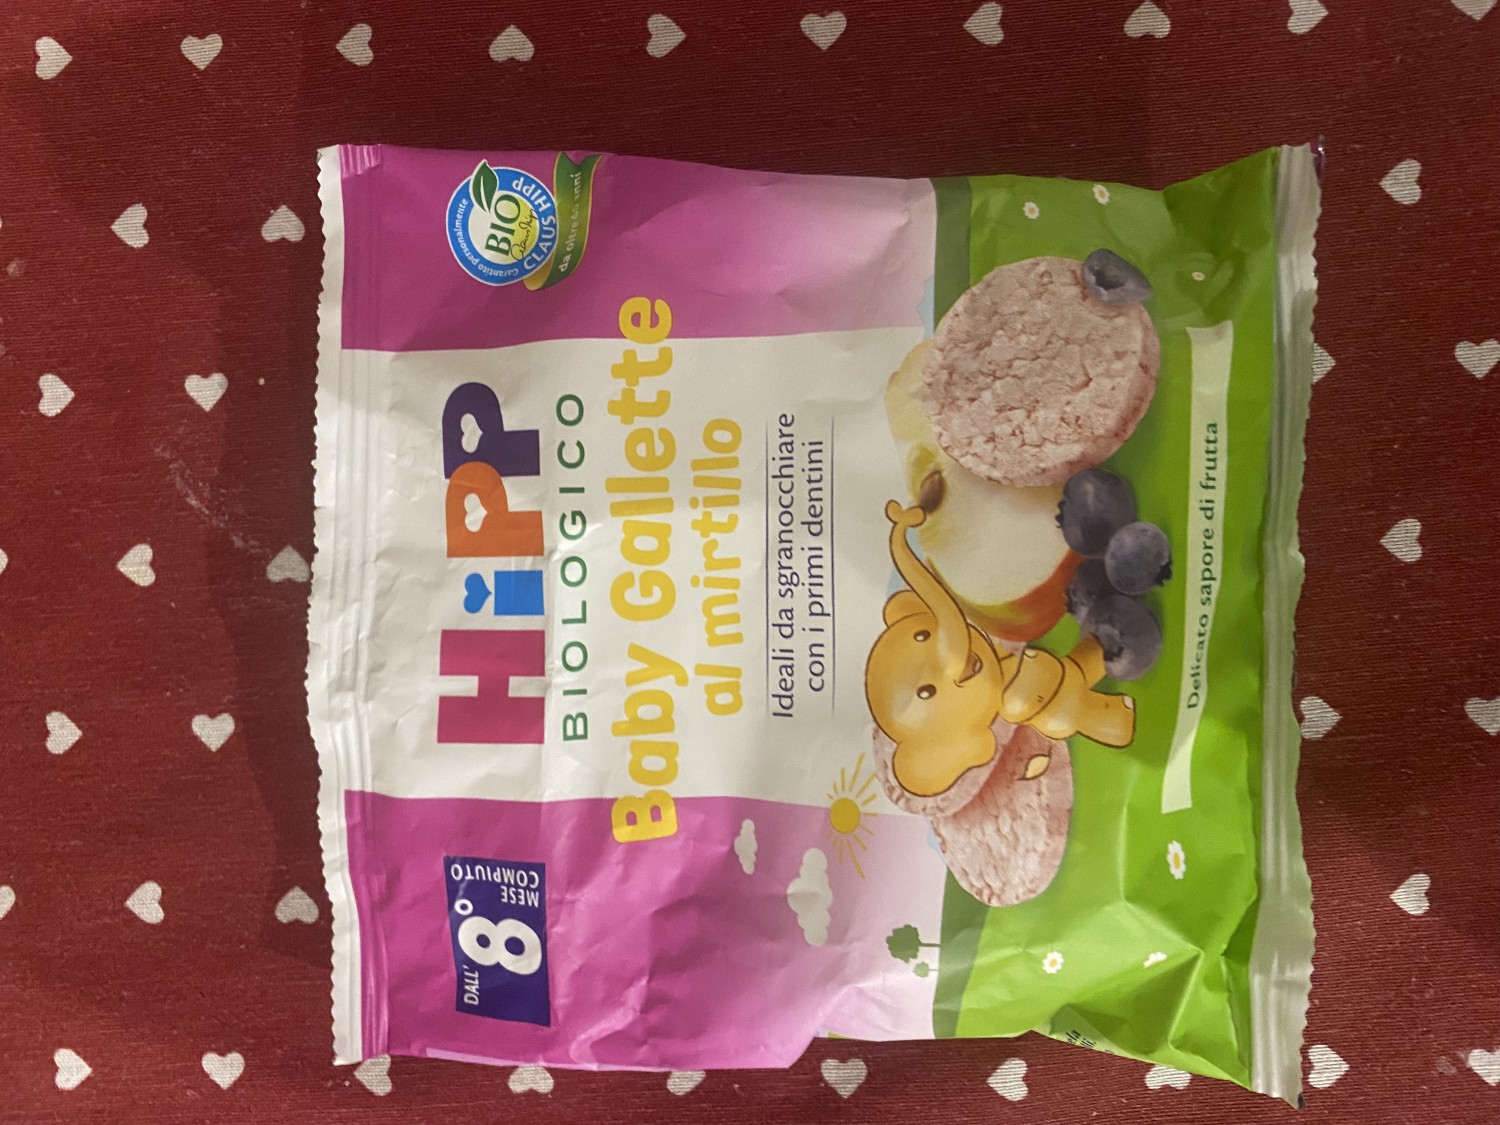 Garantito personalmente
BIO
CLAUS HIPP
da oltre 60 anni
HiPP
BIOLOGICO
DALL'
8°
MESE
COMPIUTO
Baby Gallette
al mirtillo
Ideali da sgranocchiare
con i primi dentini
Delicato sapore di frutta